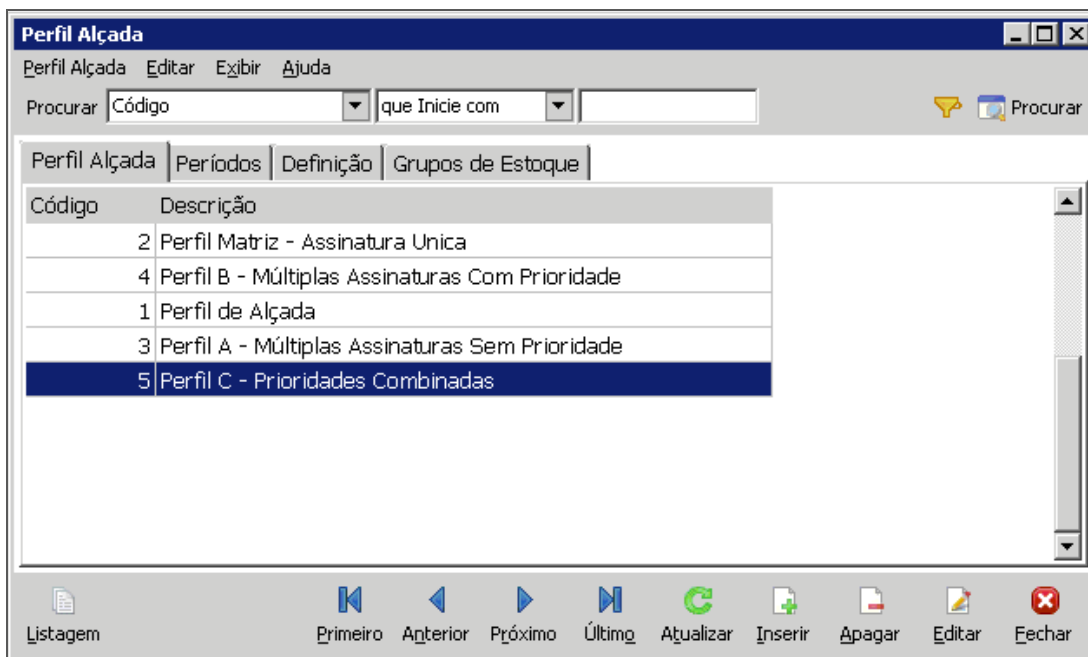 Perfil Alçada
Perfil Alçada Editar Exibir Ajuda
Procurar Código que Inicie com Procurar
Perfil Alçada Períodos Definição Grupos de Estoque
Código Descrição
2 Perfil Matriz - Assinatura Unica
4 Perfil B - Múltiplas Assinaturas Com Prioridade
1 Perfil de Alçada
3 Perfil A - Múltiplas Assinaturas Sem Prioridade
5 Perfil C - Prioridades Combinadas
Listagem Primeiro Anterior Próximo Último Atualizar Inserir Apagar Editar Fechar